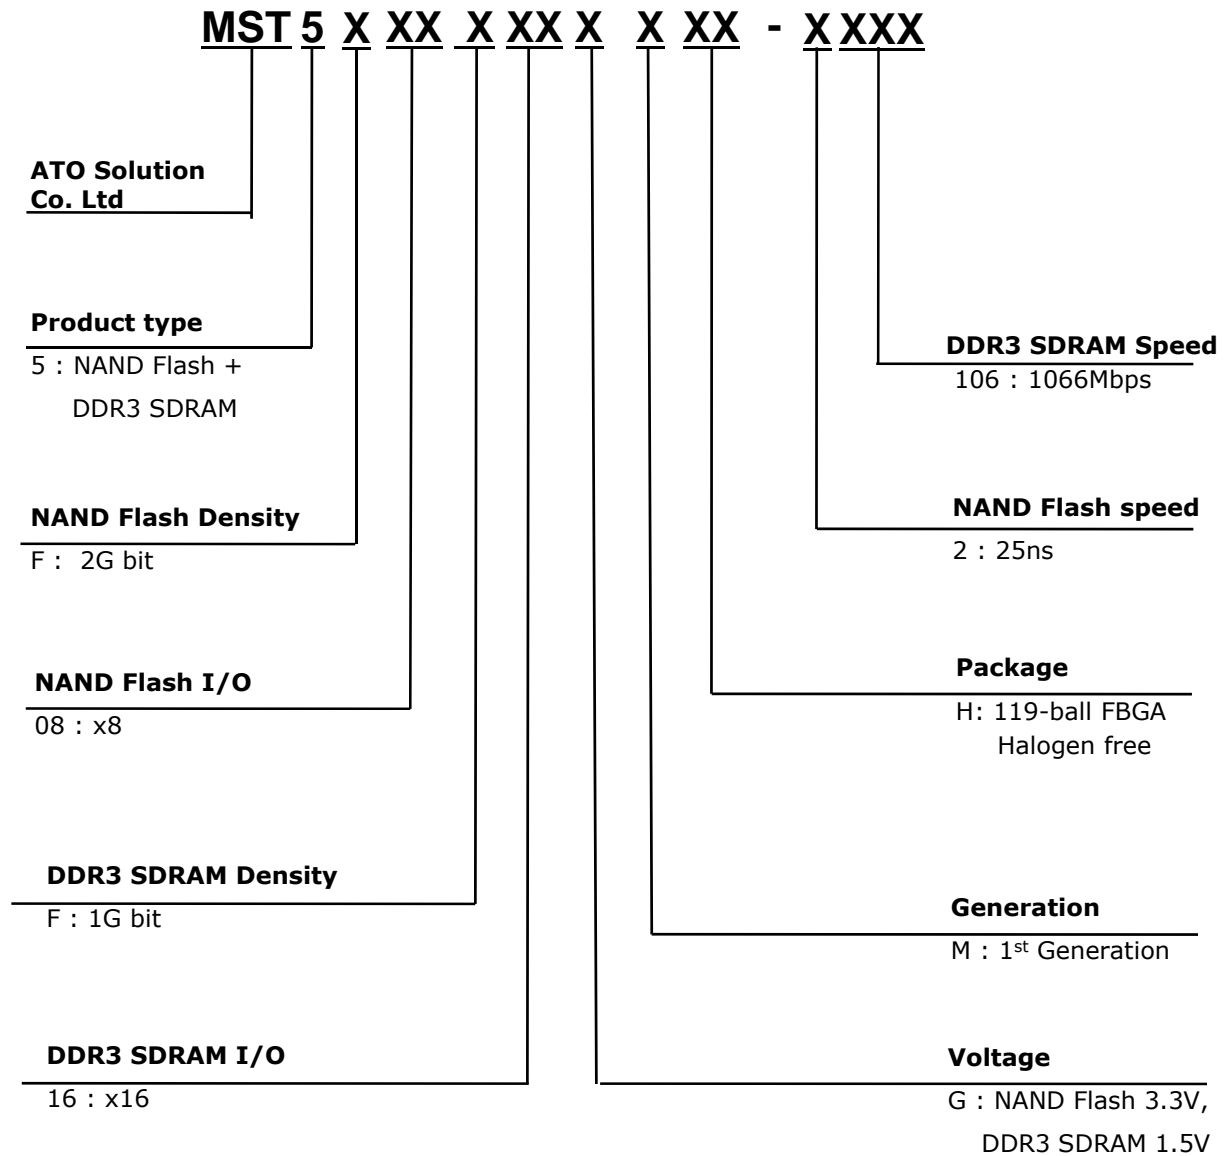 MST 5 X XX X XX X X XX - X XXX
ATO Solution
Co. Ltd
Product type
5 : NAND Flash +
DDR3 SDRAM
NAND Flash Density
F : 2G bit
NAND Flash I/O
08 : x8
DDR3 SDRAM Density
F : 1G bit
DDR3 SDRAM I/O
16 : x16
DDR3 SDRAM Speed
106 : 1066Mbps
NAND Flash speed
2 : 25ns
Package
H: 119-ball FBGA
Halogen free
Generation
M : 1st Generation
Voltage
G : NAND Flash 3.3V,
DDR3 SDRAM 1.5V